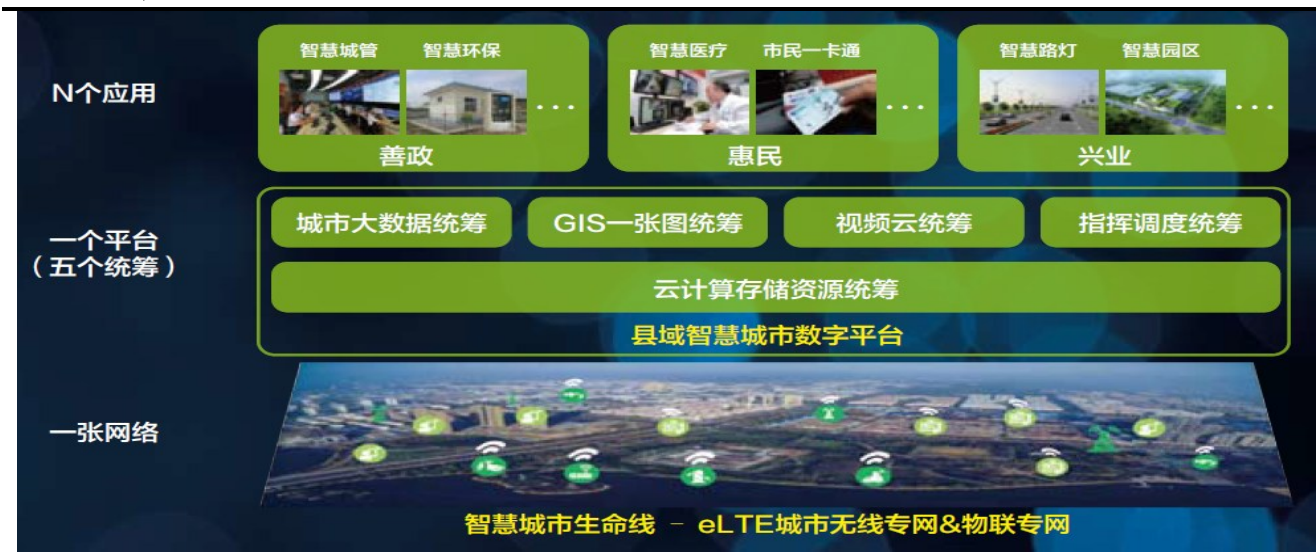 N个应用
智慧城管 智慧环保
...
善政
智慧医疗 市民一卡通
...
惠民
智慧路灯 智慧园区
...
兴业
一个平台
(五个统筹)
城市大数据统筹
GIS一张图统筹
视频云统筹
指挥调度统筹
云计算存储资源统筹
县域智慧城市数字平台
一张网络
智慧城市生命线 - eLTE城市无线专网&物联专网